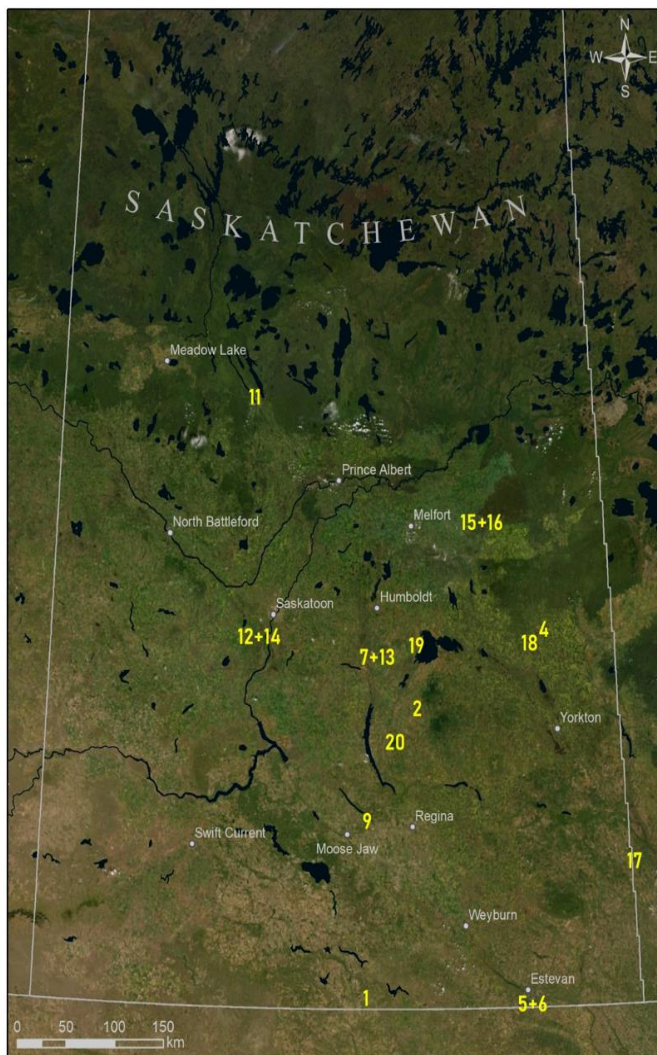 N
W E
S
SASKATCHEWAN
Meadow Lake
11
Prince Albert
North Battleford
Melfort
15+16
Humboldt
Saskatoon
12+14
7+13
19
18
4
2
Yorkton
20
9
Regina
Moose Jaw
Swift Current
17
Weyburn
Estevan
1
5+6
0 50 100 150
km